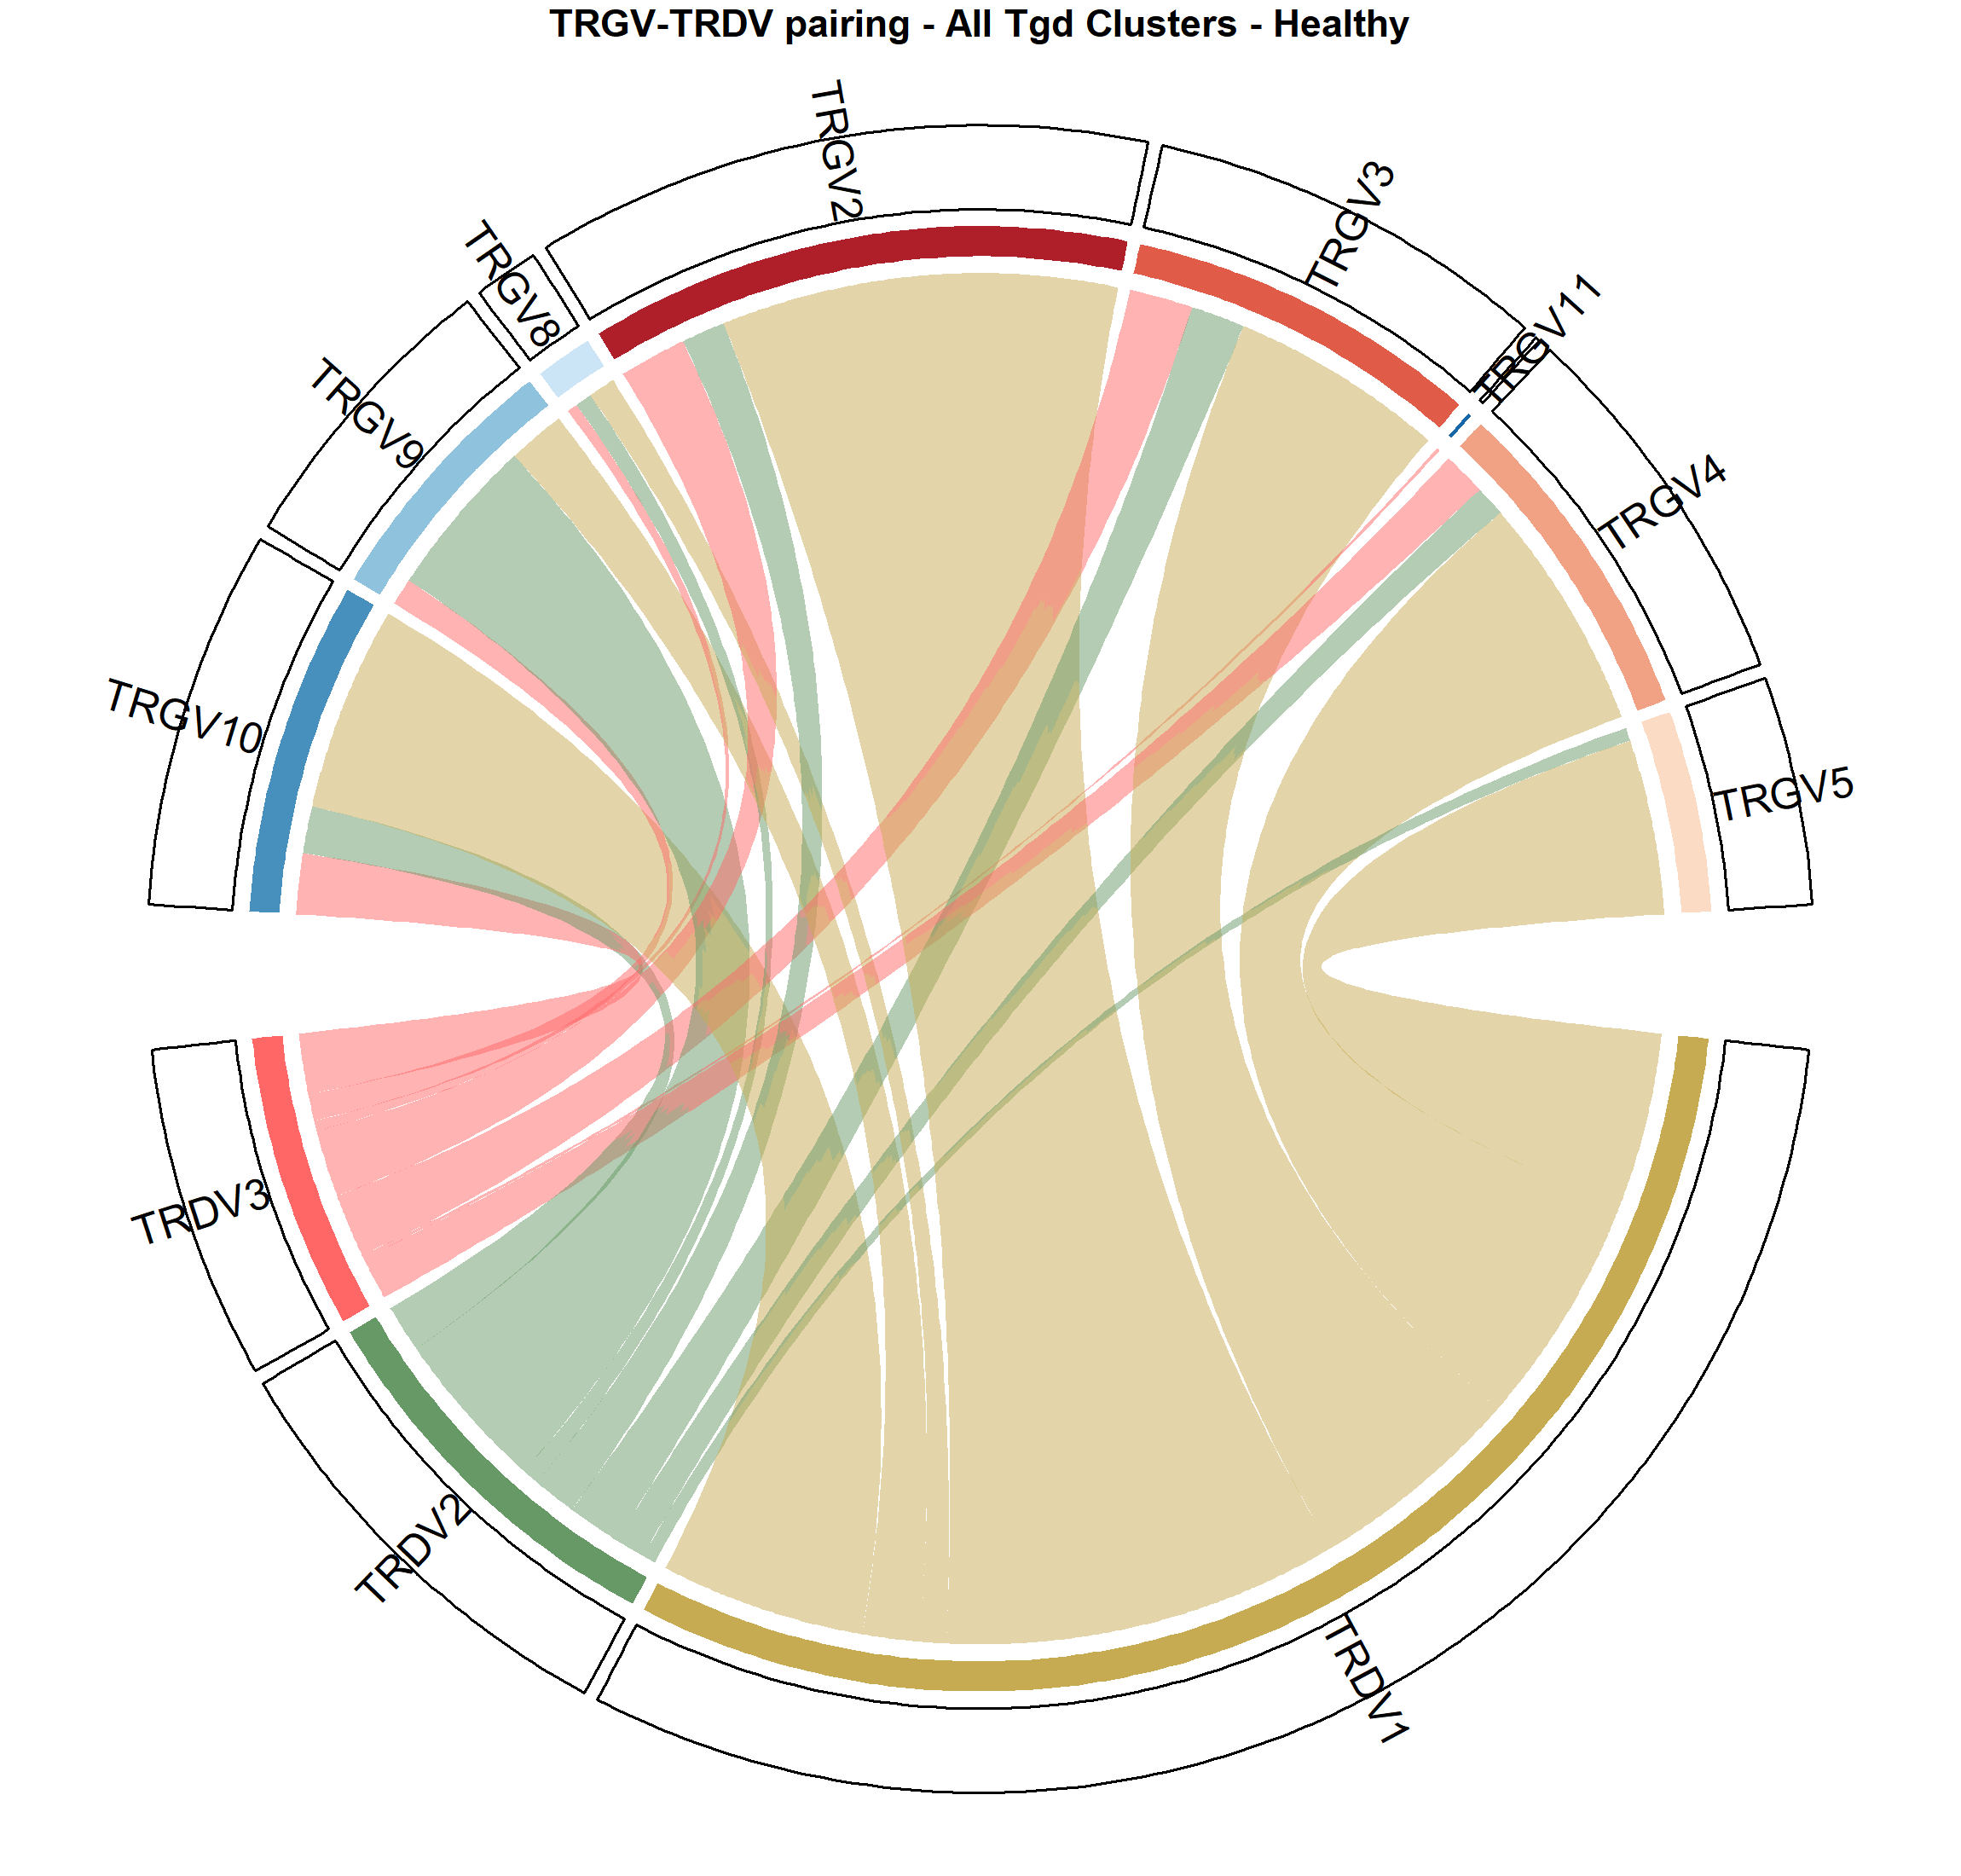 TRGV-TRDV pairing - All Tgd Clusters - Healthy
TRGV2
TRGV3
TRGV8
TRGV11
TRGV9
TRGV4
TRGV10
TRGV5
TRDV3
TRDV2
TRDV1